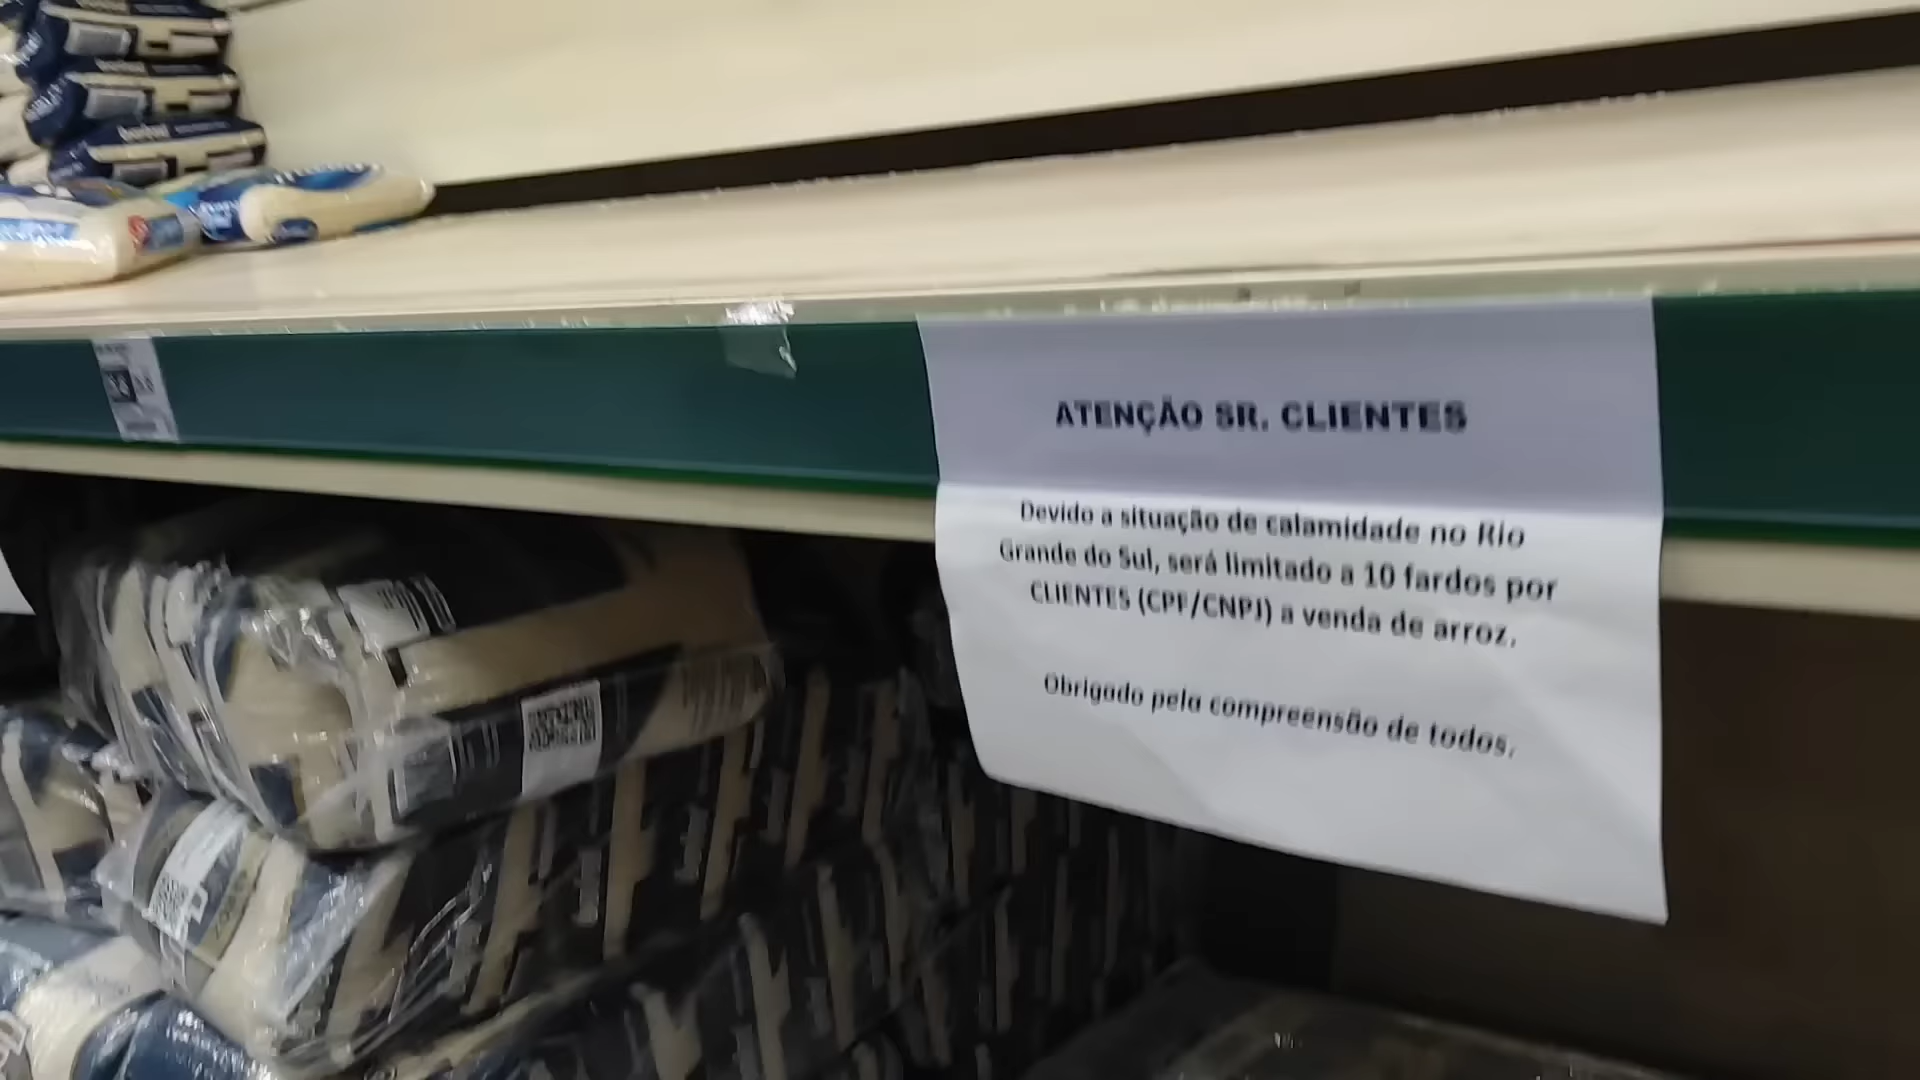 ATENÇÃO SR. CLIENTES
Devido a situação de calamidade no Rio
Grande do Sul, será limitado a 10 fardos por
CLIENTES (CPF/CNPJ) a venda de arroz.
Obrigado pela compreensão de todos.